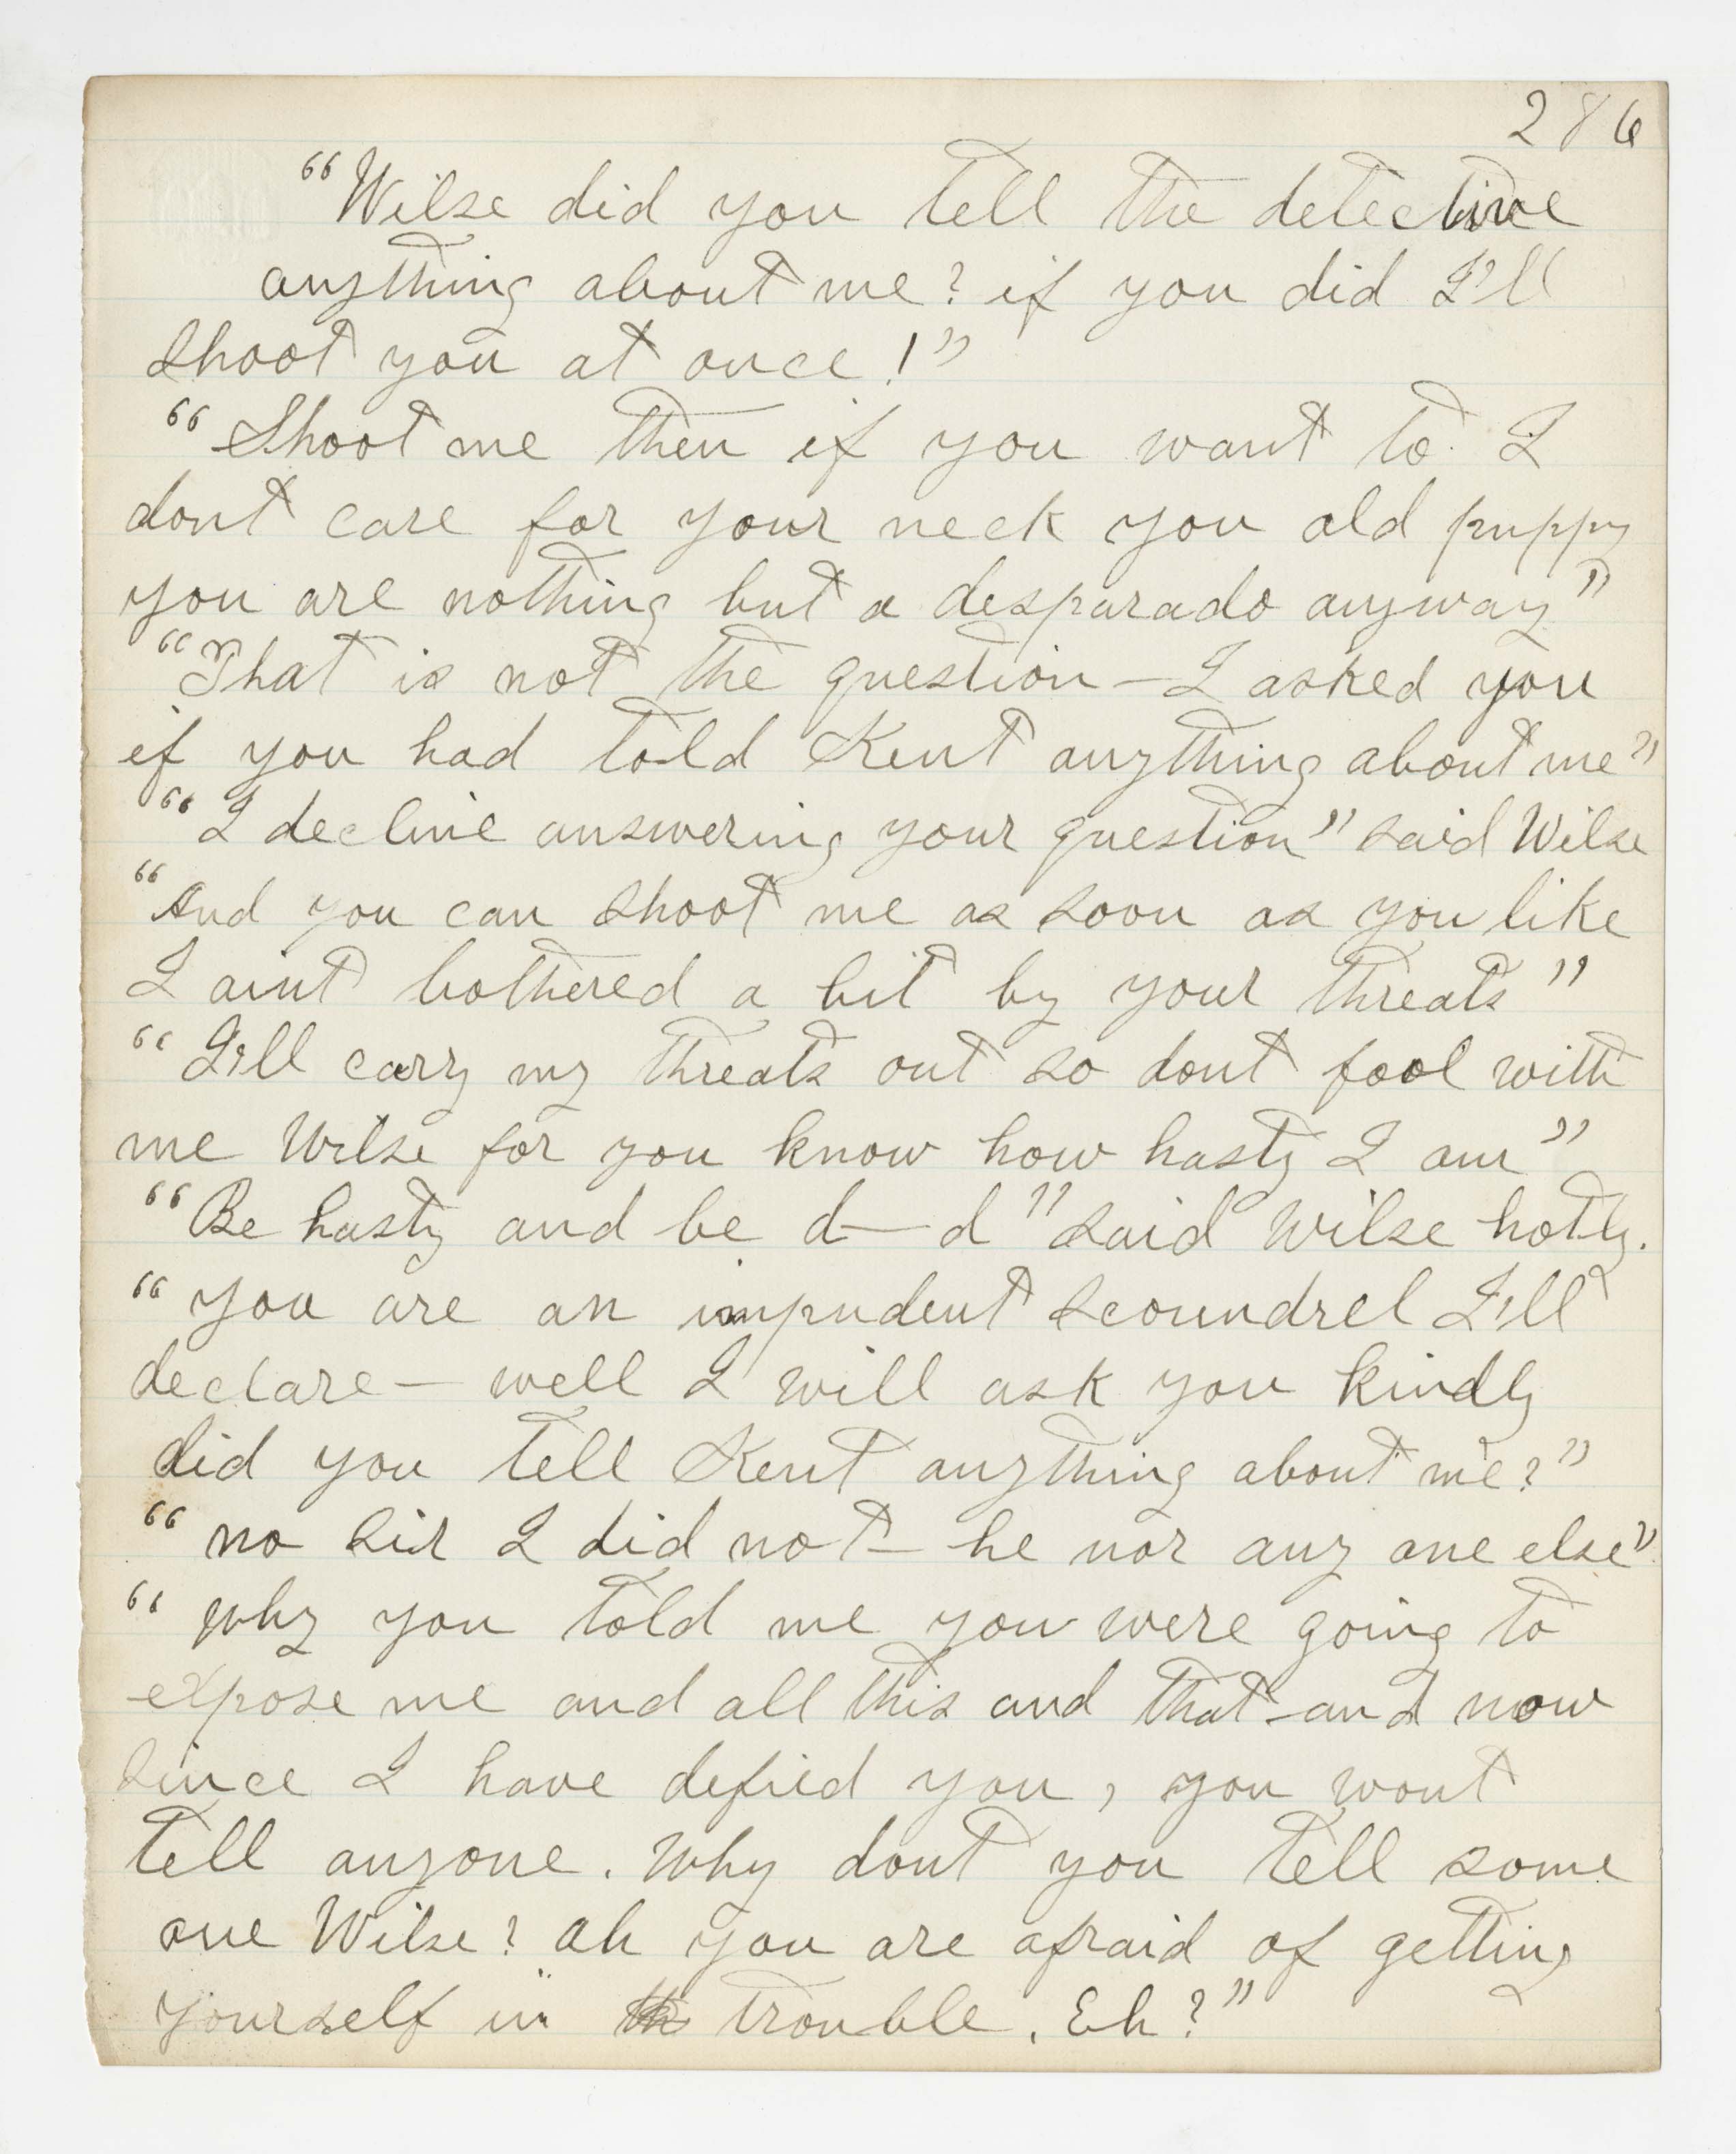 286
"Wilse did you tell the detective
anything about me? if you did I'll
shoot you at once!"
"Shoot me then if you want to. I
dont care for your neck you old puppy
you are nothing but a desparado anyway"
"That is not the question — I asked you
if you had told Kent anything about me"
"I decline answering your question" said Wilse
"And you can shoot me as soon as you like
I aint bothered a bit by your threats"
"I'll carry my threats out so dont fool with
me Wilse for you know how hasty I am"
"Be hasty and be d—d" said Wilse hotly.
"you are an impudent scoundrel I'll
declare — well I will ask you kindly
did you tell Kent anything about me?"
"no sir I did not — he nor any one else"
"why you told me you were going to
expose me and all this and that - and now
since I have defied you, you wont
tell anyone. Why dont you tell some
one Wilse? ah you are afraid of getting
yourself in trouble. Eh?"